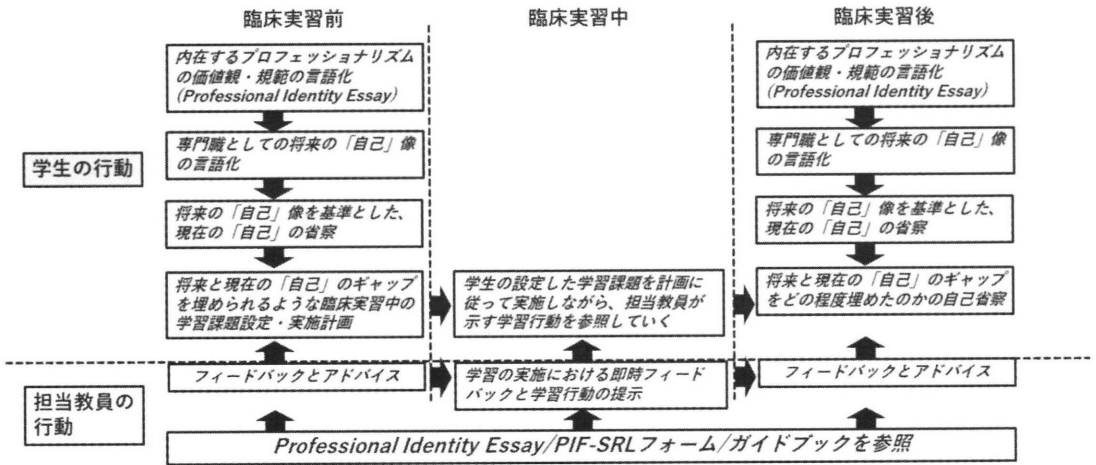 臨床実習前
臨床実習中
臨床実習後
内在するプロフェッショナリズム
の価値観・規範の言語化
(Professional Identity Essay)
専門職としての将来の「自己」像
の言語化
将来の「自己」像を基準とした、
現在の「自己」の省察
将来と現在の「自己」のギャップ
を埋められるような臨床実習中の
学習課題設定・実施計画
学生の設定した学習課題を計画に
従って実施しながら、担当教員が
示す学習行動を参照していく
内在するプロフェッショナリズム
の価値観・規範の言語化
(Professional Identity Essay)
専門職としての将来の「自己」像
の言語化
将来の「自己」像を基準とした、
現在の「自己」の省察
将来と現在の「自己」のギャップ
をどの程度埋めたのかの自己省察
学生の行動
フィードバックとアドバイス
学習の実施における即時フィード
バックと学習行動の提示
フィードバックとアドバイス
担当教員の
行動
Professional Identity Essay/PIF-SRLフォーム/ガイドブックを参照